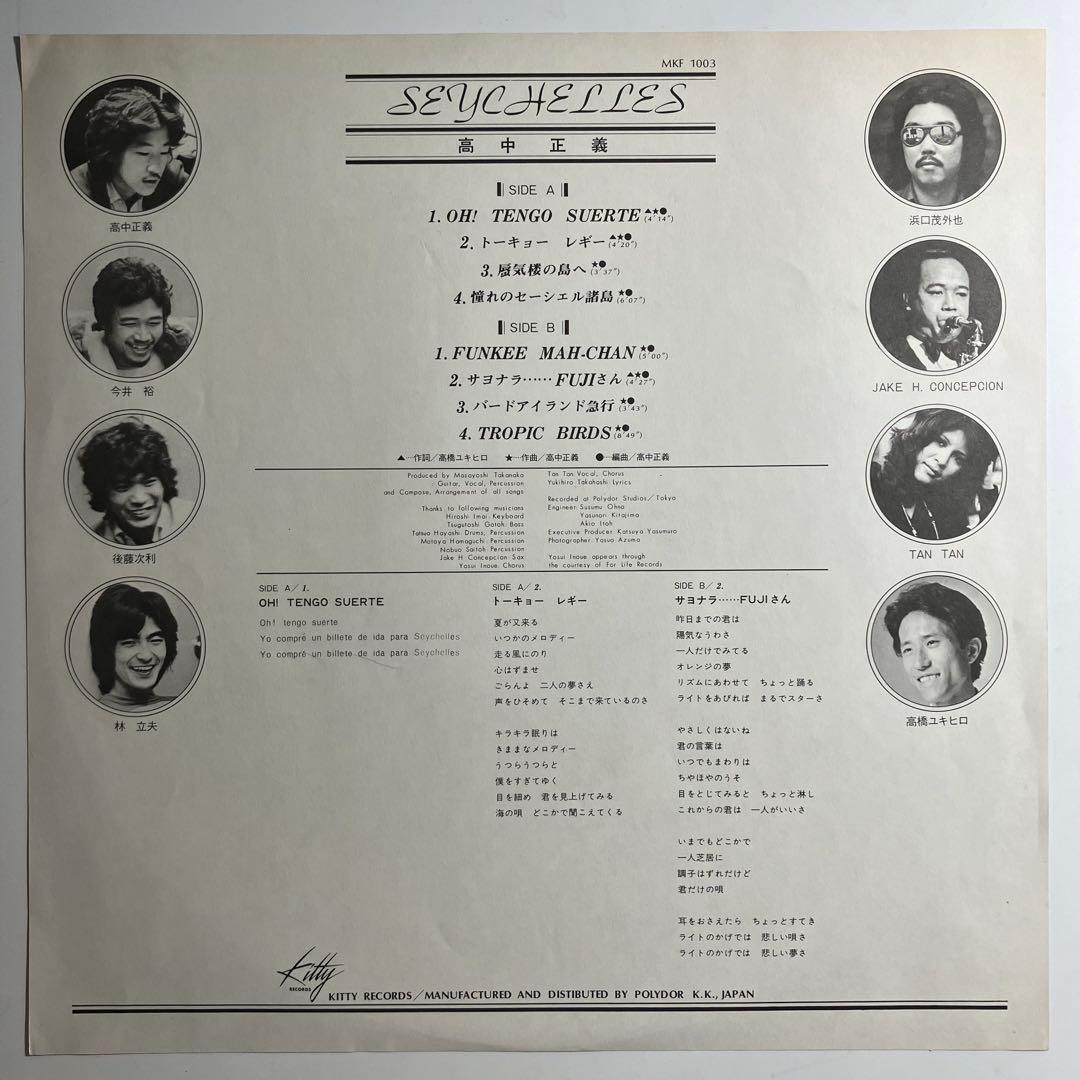 MKF 1003
SEYCHELLES
高中正義
SIDE A
1. OH! TENGO SUERTE ▲★● (4'14")
2. トーキョー レギー ▲★● (4'20")
3. 蜃気楼の島へ ★● (3'37")
4. 憧れのセーシェル諸島 ★● (6'07")
SIDE B
1. FUNKEE MAH-CHAN ★● (5'00")
2. サヨナラ……FUJIさん ▲★● (4'27")
3. バードアイランド急行 ★● (3'43")
4. TROPIC BIRDS ★● (8'49")
▲…作詞/高橋ユキヒロ ★…作曲/高中正義 ●…編曲/高中正義
高中正義
今井 裕
後藤次利
林 立夫
浜口茂外也
JAKE H. CONCEPCION
TAN TAN
高橋ユキヒロ
Produced by Masayoshi Takanaka
Guitar, Vocal, Percussion
and Compose, Arrangement of all songs
Thanks to following musicians
Hiroshi Imai: Keyboard
Tsugutoshi Gotoh: Bass
Tatsuo Hayashi: Drums, Percussion
Motoya Hamaguchi: Percussion
Nobuo Saitoh: Percussion
Jake H Concepcion: Sax
Yosui Inoue: Chorus
Tan Tan: Vocal, Chorus
Yukihiro Takahashi: Lyrics
Recorded at Polydor Studios/Tokyo
Engineer: Susumu Ohno
Yasunori Kitajima
Akio Itoh
Executive Producer: Katsuya Yasumuro
Photographer: Yasuo Azuma
Yosui Inoue appears through
the courtesy of For Life Records
SIDE A/1.
OH! TENGO SUERTE
Oh! tengo suerte
Yo compré un billete de ida para Seychelles
Yo compré un billete de ida para Seychelles
SIDE A/2.
トーキョー レギー
夏が又来る
いつかのメロディー
走る風にのり
心はずませ
ごらんよ 二人の夢さえ
声をひそめて そこまで来ているのさ
キラキラ眠りは
きままなメロディー
うつらうつらと
僕をすぎてゆく
目を細め 君を見上げてみる
海の唄 どこかで聞こえてくる
SIDE B/2.
サヨナラ……FUJIさん
昨日までの君は
陽気なうわさ
一人だけでみてる
オレンジの夢
リズムにあわせて ちょっと踊る
ライトをあびれば まるでスターさ
やさしくはないね
君の言葉は
いつでもまわりは
ちやほやのうそ
目をとじてみると ちょっと淋し
これからの君は 一人がいいさ
いまでもどこかで
一人芝居に
調子はずれだけど
君だけの唄
耳をおさえたら ちょっとすてき
ライトのかげでは 悲しい唄さ
ライトのかげでは 悲しい夢さ
Kitty
RECORDS
KITTY RECORDS/MANUFACTURED AND DISTIBUTED BY POLYDOR K.K., JAPAN